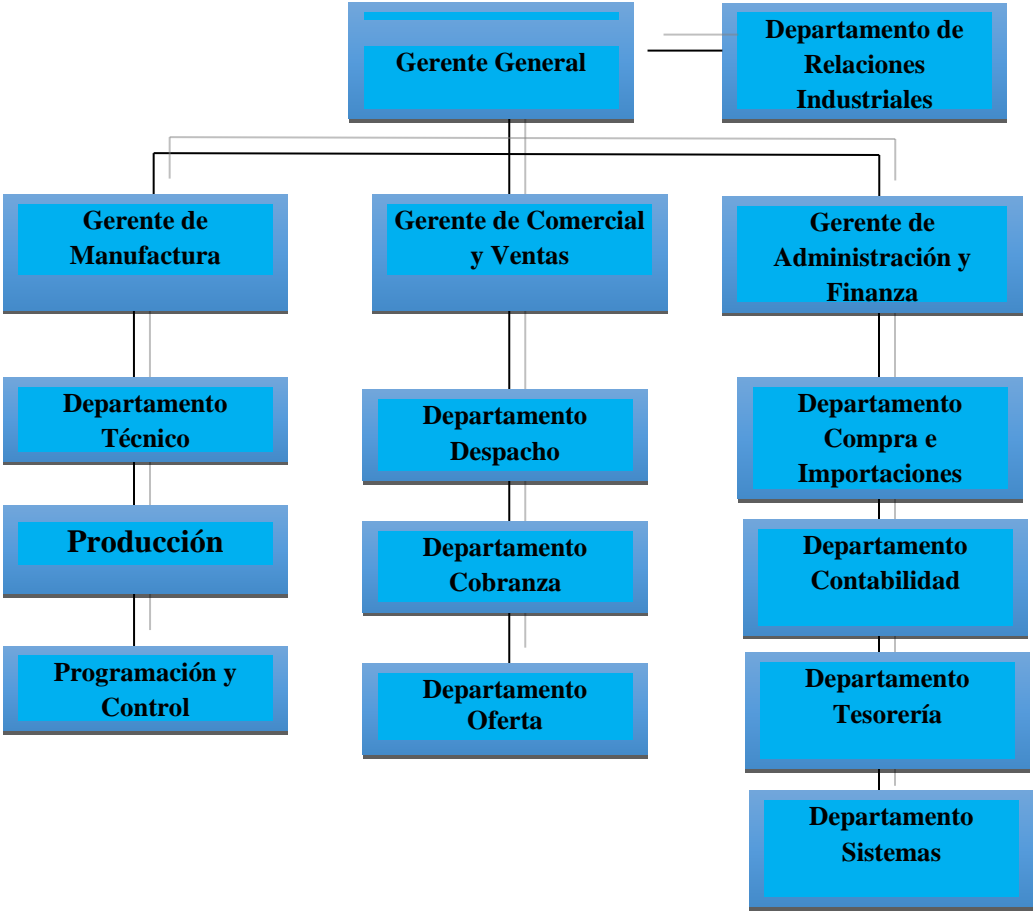 Gerente General
Departamento de
Relaciones
Industriales
Gerente de
Manufactura
Gerente de Comercial
y Ventas
Gerente de
Administración y
Finanza
Departamento
Técnico
Producción
Programación y
Control
Departamento
Despacho
Departamento
Cobranza
Departamento
Oferta
Departamento
Compra e
Importaciones
Departamento
Contabilidad
Departamento
Tesorería
Departamento
Sistemas